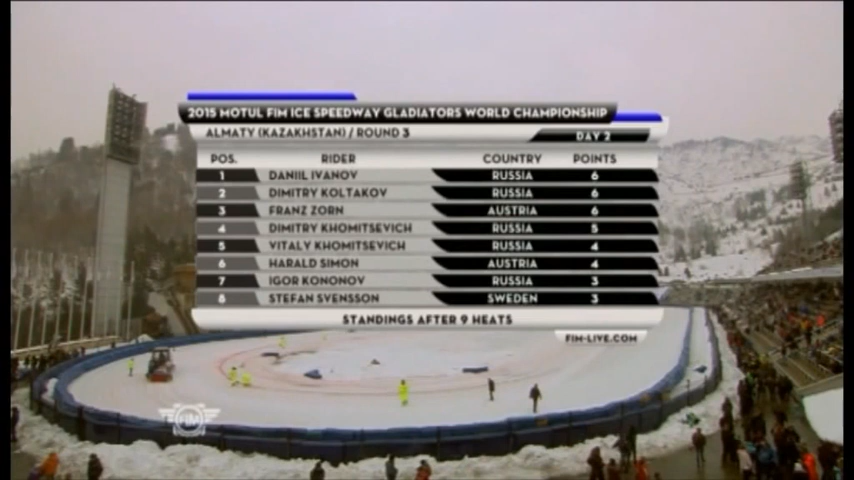 2015 MOTUL FIM ICE SPEEDWAY GLADIATORS WORLD CHAMPIONSHIP
ALMATY (KAZAKHSTAN) / ROUND 3 DAY 2
POS. RIDER COUNTRY POINTS
1 DANIIL IVANOV RUSSIA 6
2 DIMITRY KOLTAKOV RUSSIA 6
3 FRANZ ZORN AUSTRIA 6
4 DIMITRY KHOMITSEVICH RUSSIA 5
5 VITALY KHOMITSEVICH RUSSIA 4
6 HARALD SIMON AUSTRIA 4
7 IGOR KONONOV RUSSIA 3
8 STEFAN SVENSSON SWEDEN 3
STANDINGS AFTER 9 HEATS
FIM-LIVE.COM
FIM